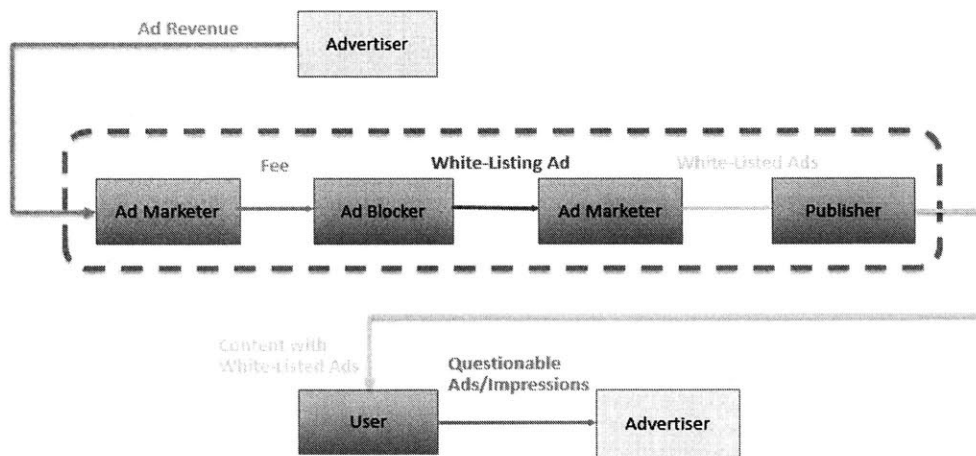 Ad Revenue
Advertiser
Fee
White-Listing Ad
White-Listed Ads
Ad Marketer
Ad Blocker
Ad Marketer
Publisher
Content with
White-Listed Ads
Questionable
Ads/Impressions
User
Advertiser